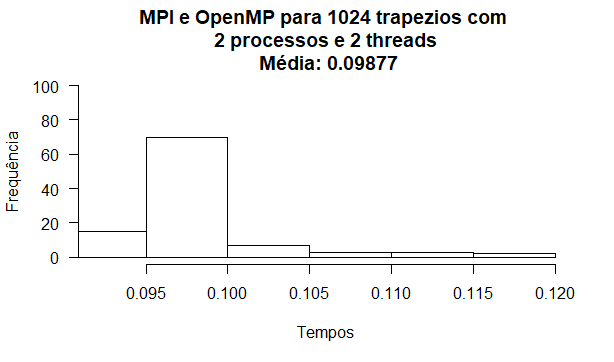 MPI e OpenMP para 1024 trapezios com
2 processos e 2 threads
Média: 0.09877
Frequência
100
80
60
40
20
0
0.095 0.100 0.105 0.110 0.115 0.120
Tempos